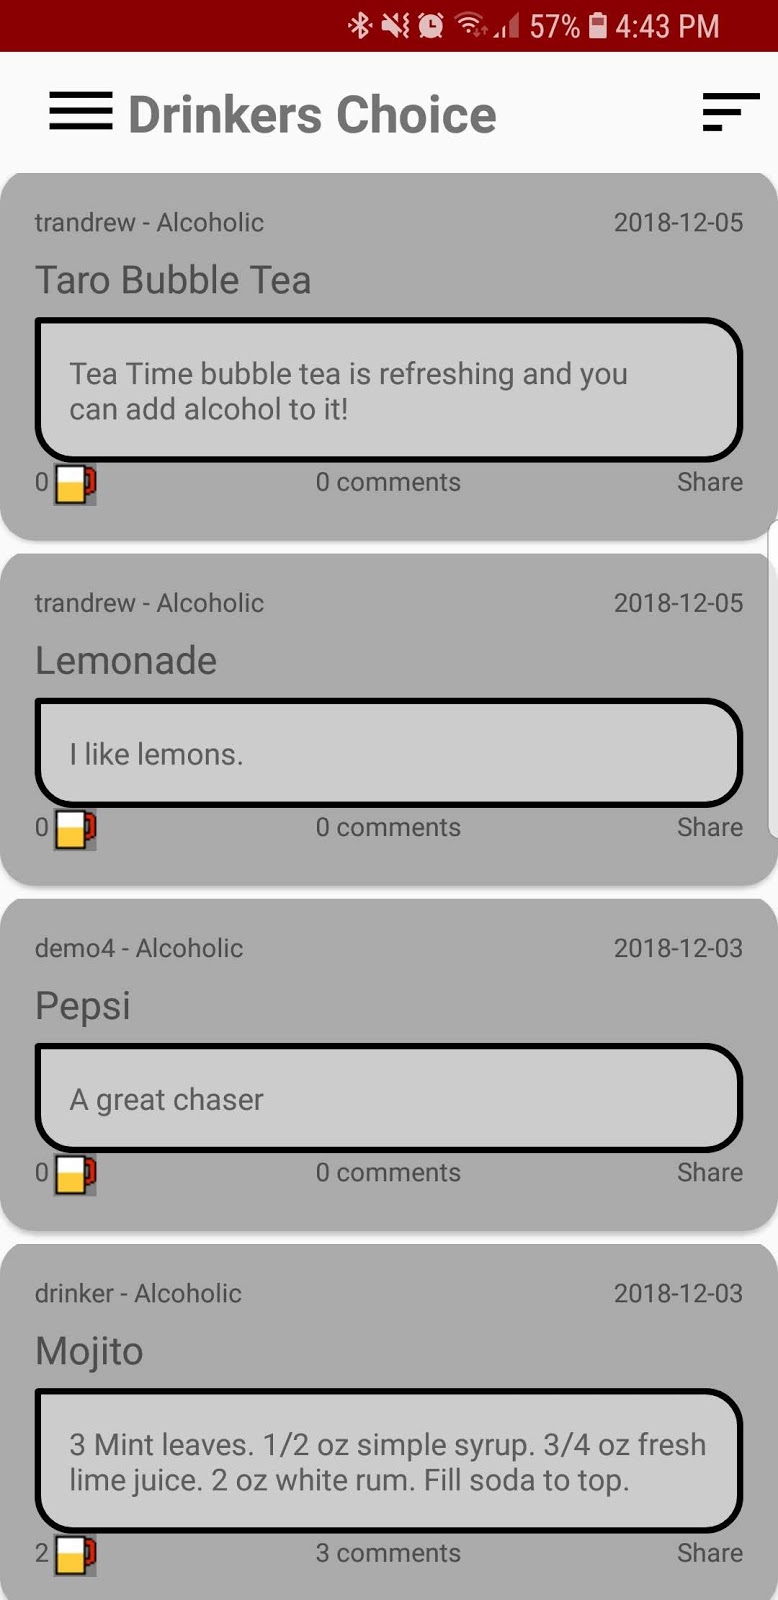 57% 4:43 PM
Drinkers Choice
trandrew - Alcoholic 2018-12-05
Taro Bubble Tea
Tea Time bubble tea is refreshing and you
can add alcohol to it!
0 0 comments Share
trandrew - Alcoholic 2018-12-05
Lemonade
I like lemons.
0 0 comments Share
demo4 - Alcoholic 2018-12-03
Pepsi
A great chaser
0 0 comments Share
drinker - Alcoholic 2018-12-03
Mojito
3 Mint leaves. 1/2 oz simple syrup. 3/4 oz fresh
lime juice. 2 oz white rum. Fill soda to top.
2 3 comments Share